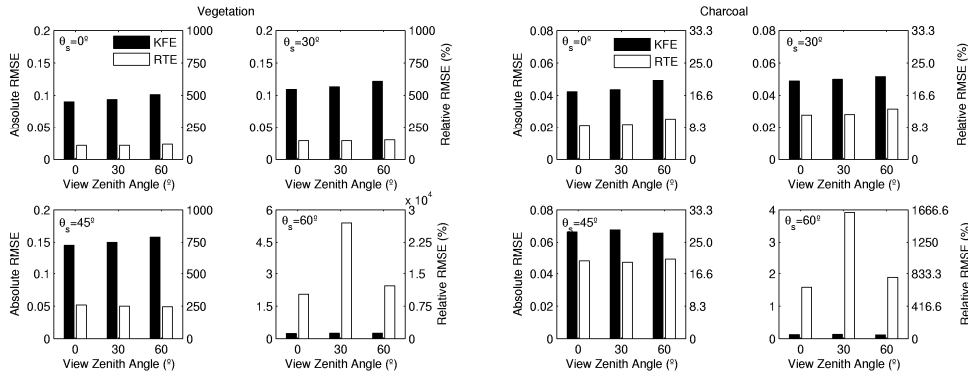 Vegetation
Charcoal
θs=0º
KFE
RTE
0.2
0.15
0.1
0.05
0
1000
750
500
250
0
Absolute RMSE
0 30 60
View Zenith Angle (º)
θs=30º
0.2
0.15
0.1
0.05
0
1000
750
500
250
0
Relative RMSE (%)
0 30 60
View Zenith Angle (º)
θs=0º
KFE
RTE
0.08
0.06
0.04
0.02
0
33.3
25.0
16.6
8.3
0
Absolute RMSE
0 30 60
View Zenith Angle (º)
θs=30º
0.08
0.06
0.04
0.02
0
33.3
25.0
16.6
8.3
0
Relative RMSE (%)
0 30 60
View Zenith Angle (º)
θs=45º
0.2
0.15
0.1
0.05
0
1000
750
500
250
0
Absolute RMSE
0 30 60
View Zenith Angle (º)
θs=60º
x 10^4
6
4.5
3
1.5
0
3
2.25
1.5
0.75
0
Relative RMSE (%)
0 30 60
View Zenith Angle (º)
θs=45º
0.08
0.06
0.04
0.02
0
33.3
25.0
16.6
8.3
0
Absolute RMSE
0 30 60
View Zenith Angle (º)
θs=60º
4
3
2
1
0
1666.6
1250
833.3
416.6
0
Relative RMSE (%)
0 30 60
View Zenith Angle (º)